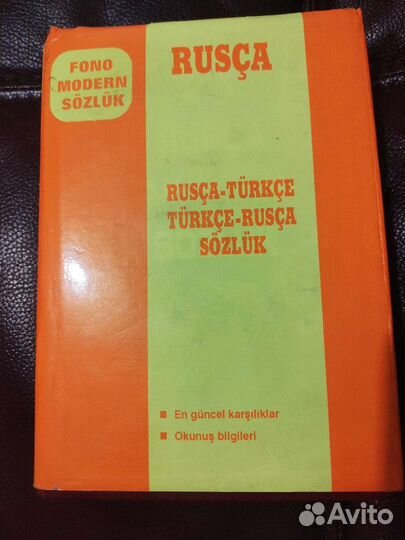 FONO
MODERN
SÖZLÜK
RUSÇA
RUSÇA-TÜRKÇE
TÜRKÇE-RUSÇA
SÖZLÜK
En güncel karşılıklar
Okunuş bilgileri
Avito